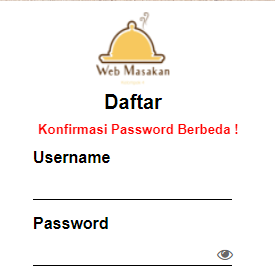 Web Masakan
Daftar
Konfirmasi Password Berbeda !
Username
Password